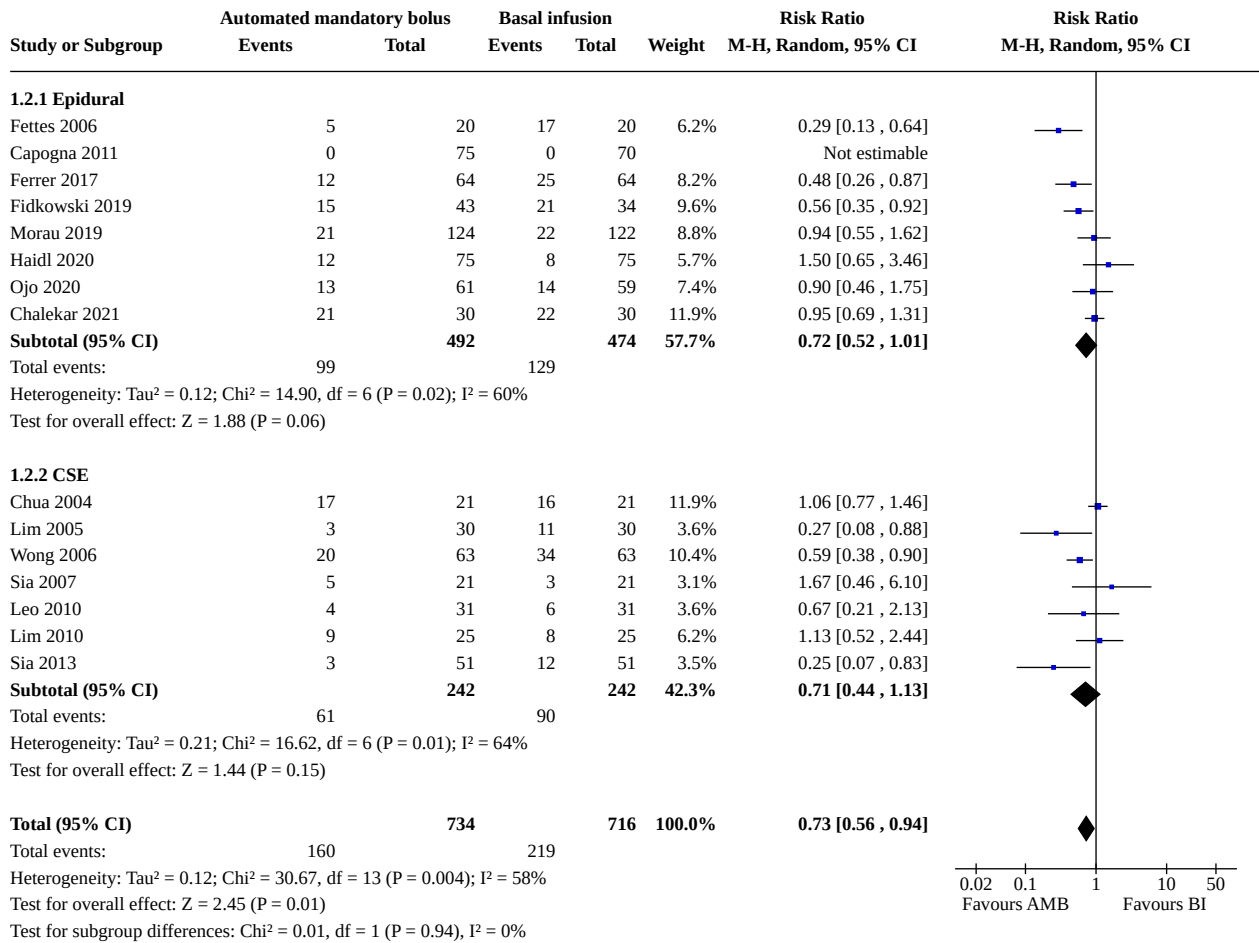 Automated mandatory bolus Basal infusion Risk Ratio Risk Ratio
Study or Subgroup Events Total Events Total Weight M-H, Random, 95% CI M-H, Random, 95% CI
1.2.1 Epidural
Fettes 2006 5 20 17 20 6.2% 0.29 [0.13 , 0.64]
Capogna 2011 0 75 0 70 Not estimable
Ferrer 2017 12 64 25 64 8.2% 0.48 [0.26 , 0.87]
Fidkowski 2019 15 43 21 34 9.6% 0.56 [0.35 , 0.92]
Morau 2019 21 124 22 122 8.8% 0.94 [0.55 , 1.62]
Haidl 2020 12 75 8 75 5.7% 1.50 [0.65 , 3.46]
Ojo 2020 13 61 14 59 7.4% 0.90 [0.46 , 1.75]
Chalekar 2021 21 30 22 30 11.9% 0.95 [0.69 , 1.31]
Subtotal (95% CI) 492 474 57.7% 0.72 [0.52 , 1.01]
Total events: 99 129
Heterogeneity: Tau² = 0.12; Chi² = 14.90, df = 6 (P = 0.02); I² = 60%
Test for overall effect: Z = 1.88 (P = 0.06)
1.2.2 CSE
Chua 2004 17 21 16 21 11.9% 1.06 [0.77 , 1.46]
Lim 2005 3 30 11 30 3.6% 0.27 [0.08 , 0.88]
Wong 2006 20 63 34 63 10.4% 0.59 [0.38 , 0.90]
Sia 2007 5 21 3 21 3.1% 1.67 [0.46 , 6.10]
Leo 2010 4 31 6 31 3.6% 0.67 [0.21 , 2.13]
Lim 2010 9 25 8 25 6.2% 1.13 [0.52 , 2.44]
Sia 2013 3 51 12 51 3.5% 0.25 [0.07 , 0.83]
Subtotal (95% CI) 242 242 42.3% 0.71 [0.44 , 1.13]
Total events: 61 90
Heterogeneity: Tau² = 0.21; Chi² = 16.62, df = 6 (P = 0.01); I² = 64%
Test for overall effect: Z = 1.44 (P = 0.15)
Total (95% CI) 734 716 100.0% 0.73 [0.56 , 0.94]
Total events: 160 219
Heterogeneity: Tau² = 0.12; Chi² = 30.67, df = 13 (P = 0.004); I² = 58%
Test for overall effect: Z = 2.45 (P = 0.01)
Test for subgroup differences: Chi² = 0.01, df = 1 (P = 0.94), I² = 0%
0.02 0.1 1 10 50
Favours AMB Favours BI